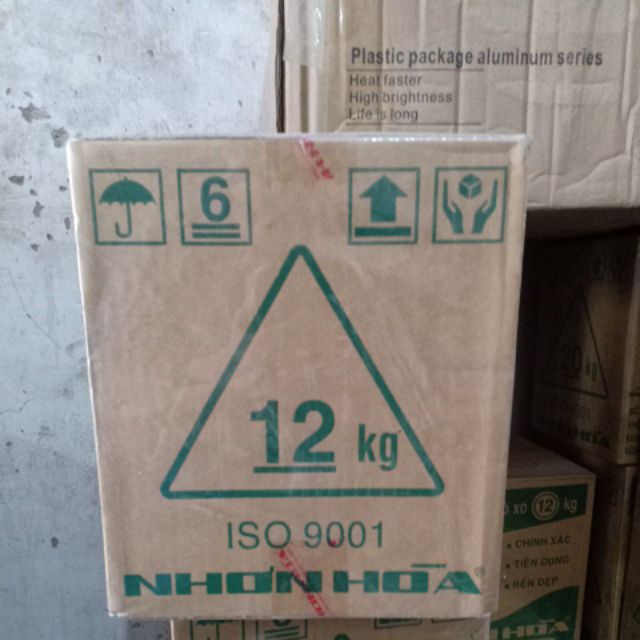 Plastic package aluminum series
Heat faster
High brightness
Life is long
6
12 kg
ISO 9001
NHƠN HÒA®
20 kg
XO 12 kg
• CHÍNH XÁC
• TIỆN DỤNG
• BỀN ĐẸP